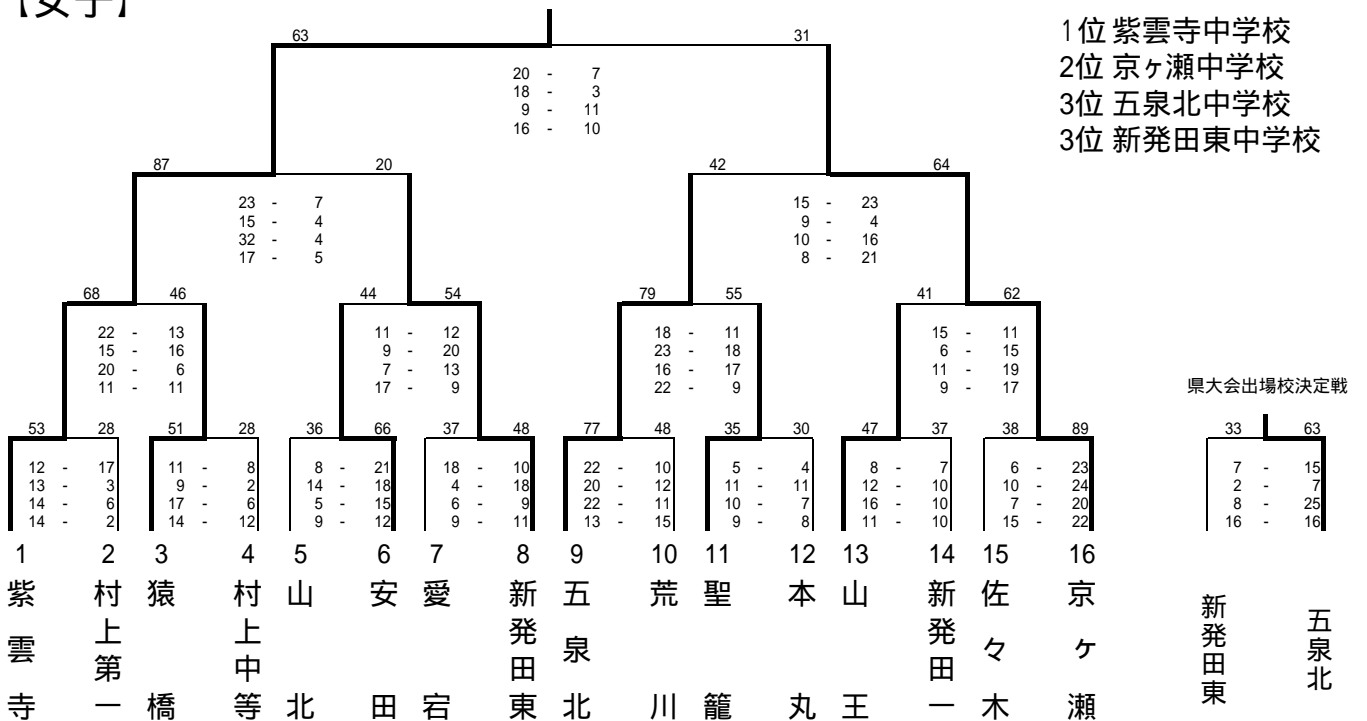 【女子】
1位 紫雲寺中学校
2位 京ヶ瀬中学校
3位 五泉北中学校
3位 新発田東中学校
63 31
20 - 7
18 - 3
9 - 11
16 - 10
87 20 42 64
23 - 7 15 - 23
15 - 4 9 - 4
32 - 4 10 - 16
17 - 5 8 - 21
68 46 44 54 79 55 41 62
22 - 13 11 - 12 18 - 11 15 - 11
15 - 16 9 - 20 23 - 18 6 - 15
20 - 6 7 - 13 16 - 17 11 - 19
11 - 11 17 - 9 22 - 9 9 - 17
県大会出場校決定戦
53 28 51 28 36 66 37 48 77 48 35 30 47 37 38 89 33 63
12 - 17 11 - 8 8 - 21 18 - 10 22 - 10 5 - 4 8 - 7 6 - 23 7 - 15
13 - 3 9 - 2 14 - 18 4 - 18 20 - 12 11 - 11 12 - 10 10 - 24 2 - 7
14 - 6 17 - 6 5 - 15 6 - 9 22 - 11 10 - 7 16 - 10 7 - 20 8 - 25
14 - 2 14 - 12 9 - 12 9 - 11 13 - 15 9 - 8 11 - 10 15 - 22 16 - 16
1 2 3 4 5 6 7 8 9 10 11 12 13 14 15 16
紫雲寺
村上第一
猿橋
村上中等
山北
安田
愛宕
新発田東
五泉北
荒川
聖籠
本丸
山王
新発田一
佐々木
京ヶ瀬
新発田東
五泉北